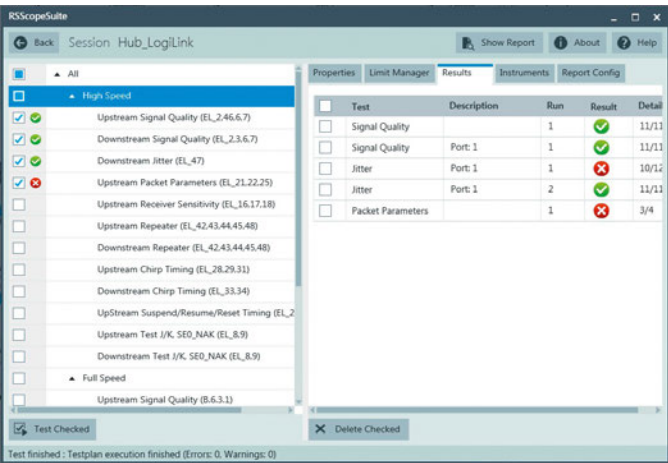 RSScopeSuite
Back Session Hub_LogiLink Show Report About Help
All
High Speed
Upstream Signal Quality (EL_2.46.6.7)
Downstream Signal Quality (EL_2.3.6.7)
Downstream Jitter (EL_47)
Upstream Packet Parameters (EL_21.22.25)
Upstream Receiver Sensitivity (EL_16.17.18)
Upstream Repeater (EL_42.43.44.45.48)
Downstream Repeater (EL_42.43.44.45.48)
Upstream Chirp Timing (EL_28.29.31)
Downstream Chirp Timing (EL_33.34)
UpStream Suspend/Resume/Reset Timing (EL_2
Upstream Test J/K, SE0_NAK (EL_8.9)
Downstream Test J/K, SE0_NAK (EL_8.9)
Full Speed
Upstream Signal Quality (B.6.3.1)
Test Checked
Properties Limit Manager Results Instruments Report Config
Test Description Run Result Detail
Signal Quality 1 11/11
Signal Quality Port: 1 1 11/11
Jitter Port: 1 1 10/12
Jitter Port: 1 2 11/11
Packet Parameters 1 3/4
Delete Checked
Test finished : Testplan execution finished (Errors: 0. Warnings: 0)